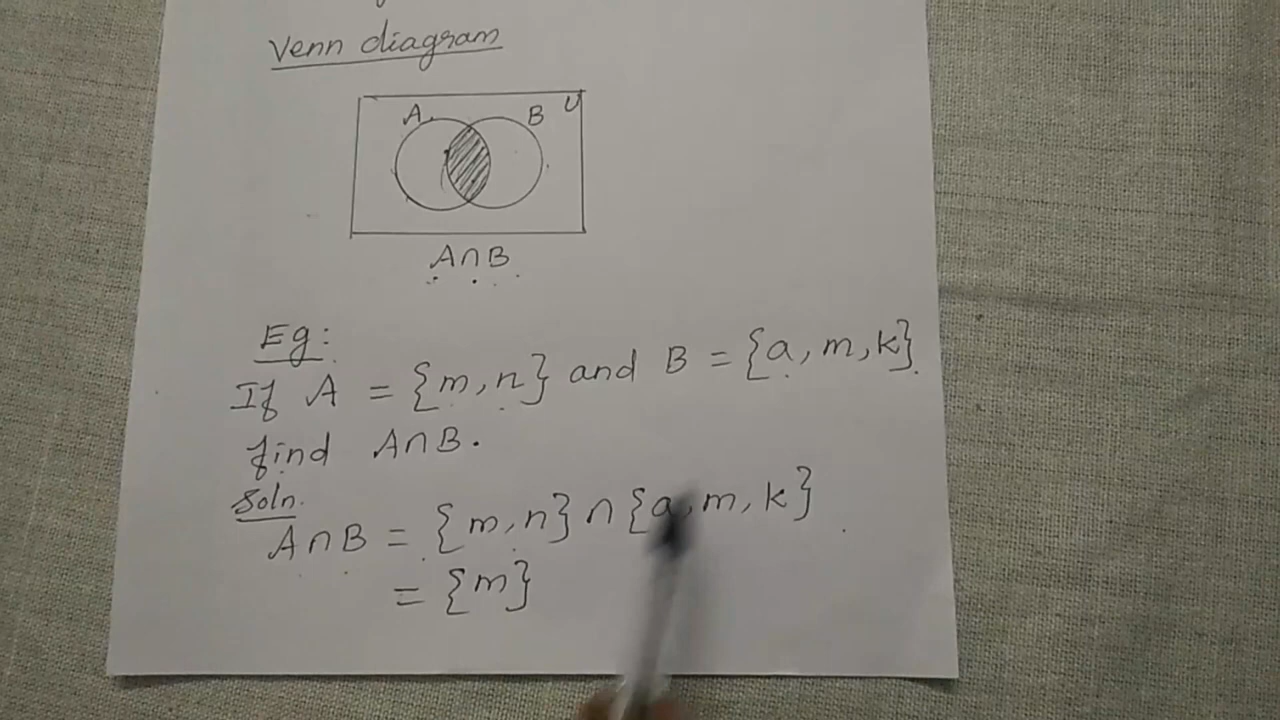 Venn diagram
A B U
A∩B
Eg:
If A = {m, n} and B = {a, m, k}
find A∩B.
Soln.
A∩B = {m, n} ∩ {a, m, k}
= {m}